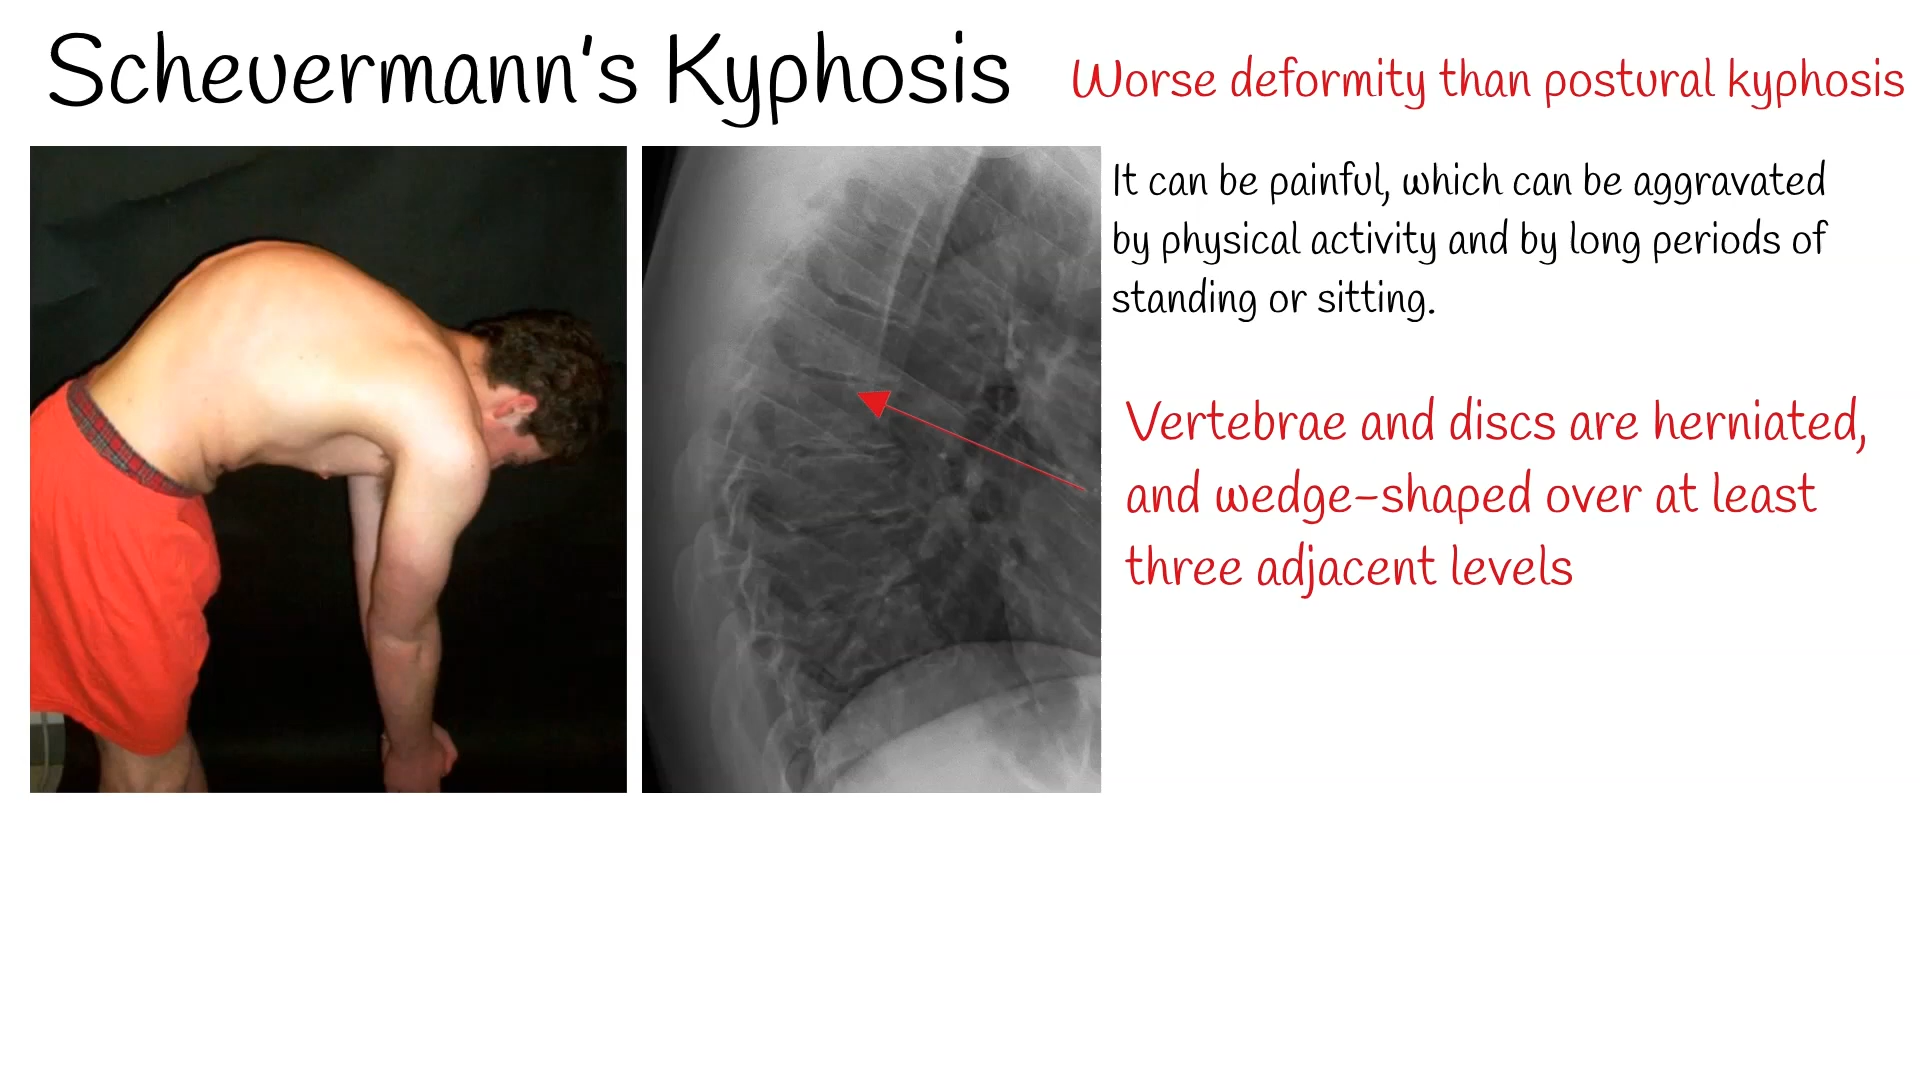 Scheuermann's Kyphosis
Worse deformity than postural kyphosis
It can be painful, which can be aggravated
by physical activity and by long periods of
standing or sitting.
Vertebrae and discs are herniated,
and wedge-shaped over at least
three adjacent levels